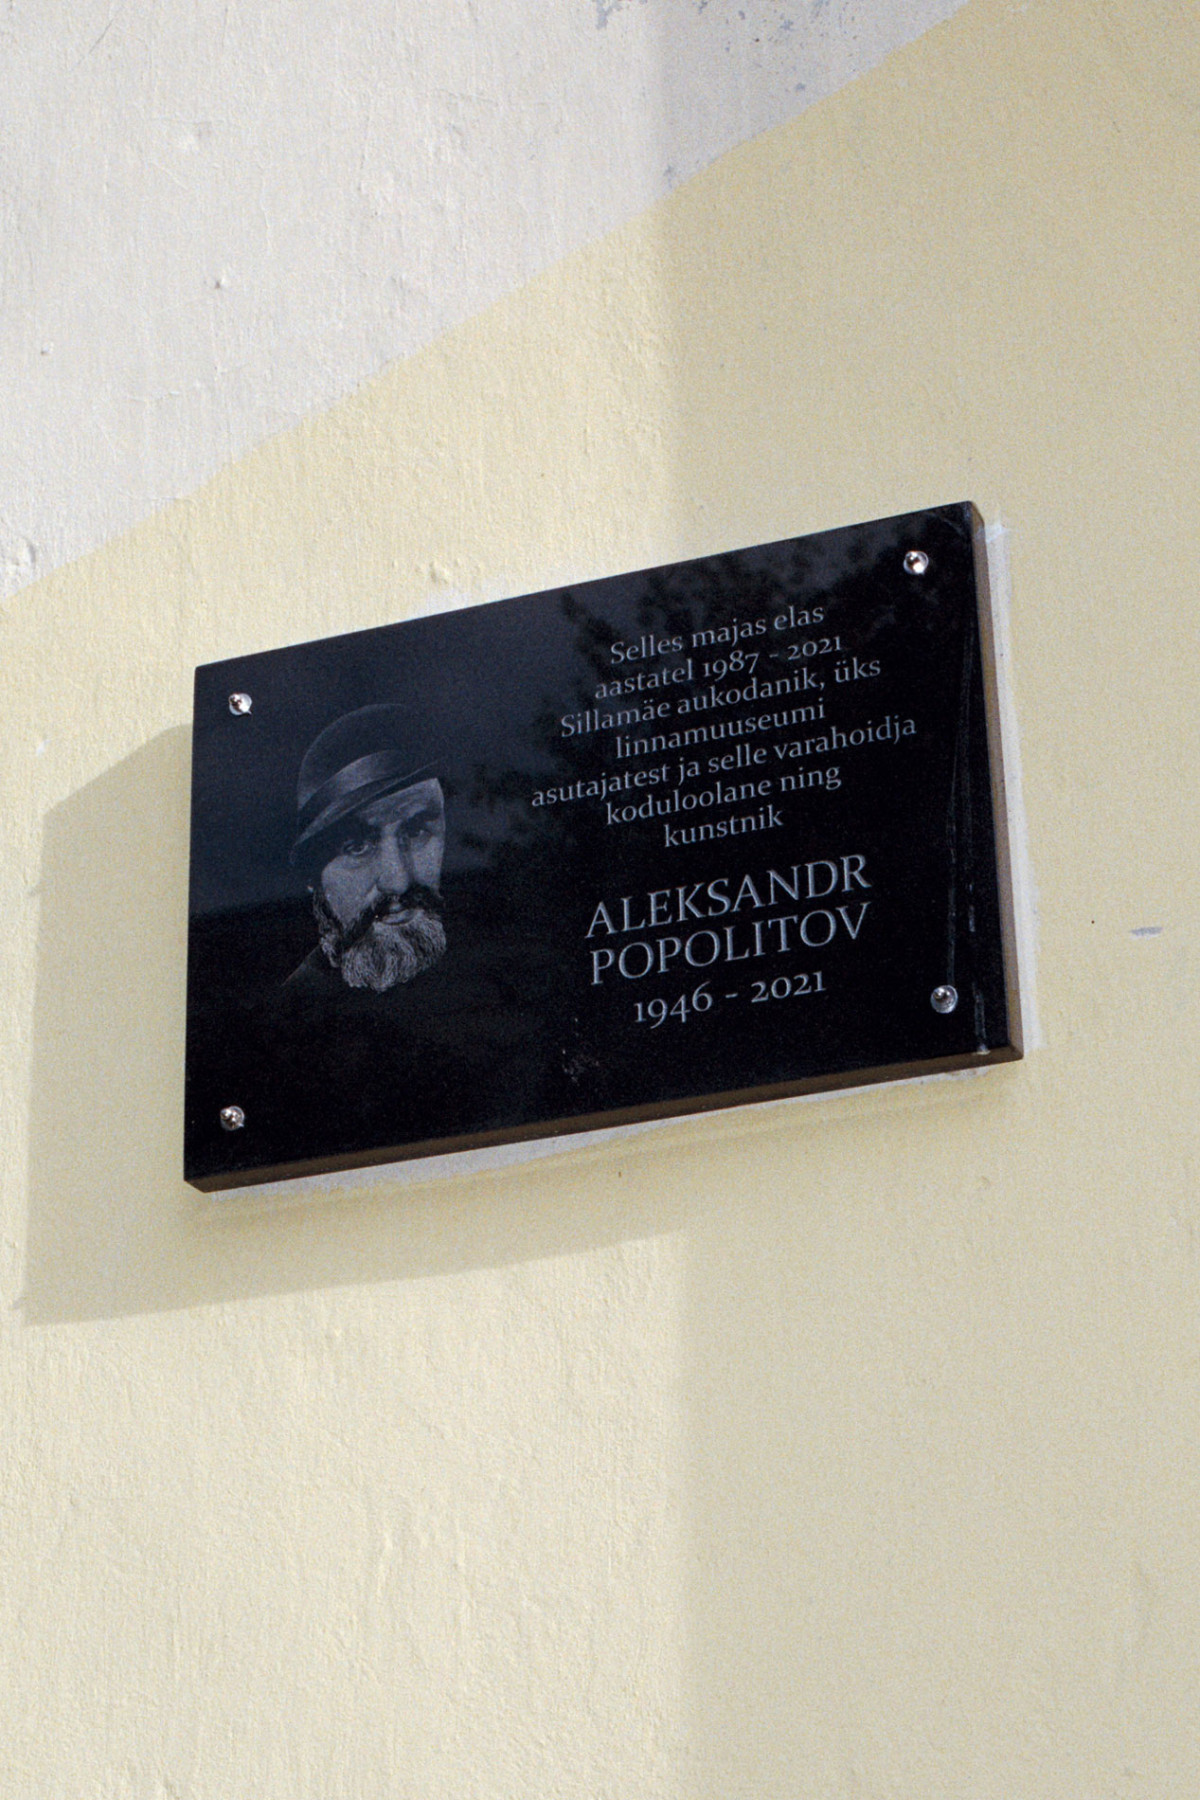 Selles majas elas
aastatel 1987 - 2021
Sillamäe aukodanik, üks
linnamuuseumi
asutajatest ja selle varahoidja
koduloolane ning
kunstnik
ALEKSANDR
POPOLITOV
1946 - 2021